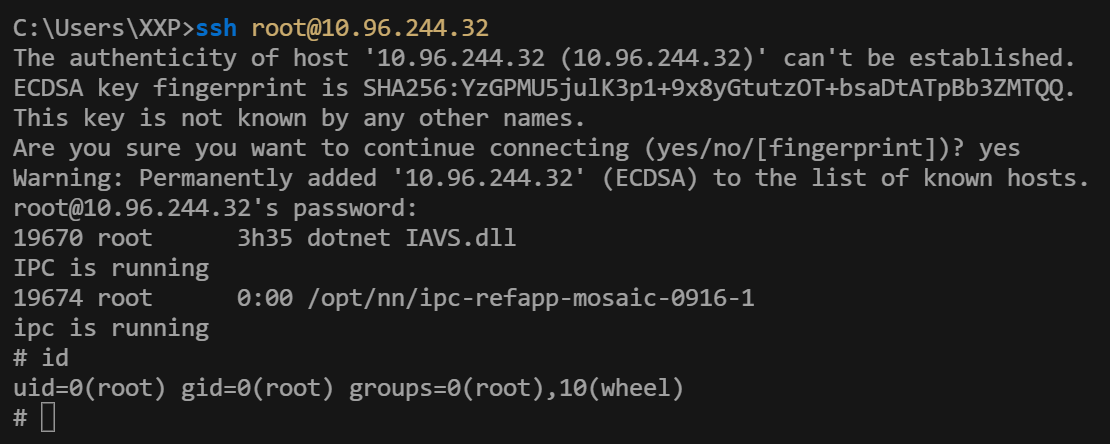 C:\Users\XXP>ssh root@10.96.244.32
The authenticity of host '10.96.244.32 (10.96.244.32)' can't be established.
ECDSA key fingerprint is SHA256:YzGPMU5julK3p1+9x8yGtutzOT+bsaDtATpBb3ZMTQQ.
This key is not known by any other names.
Are you sure you want to continue connecting (yes/no/[fingerprint])? yes
Warning: Permanently added '10.96.244.32' (ECDSA) to the list of known hosts.
root@10.96.244.32's password:
19670 root      3h35 dotnet IAVS.dll
IPC is running
19674 root      0:00 /opt/nn/ipc-refapp-mosaic-0916-1
ipc is running
# id
uid=0(root) gid=0(root) groups=0(root),10(wheel)
#